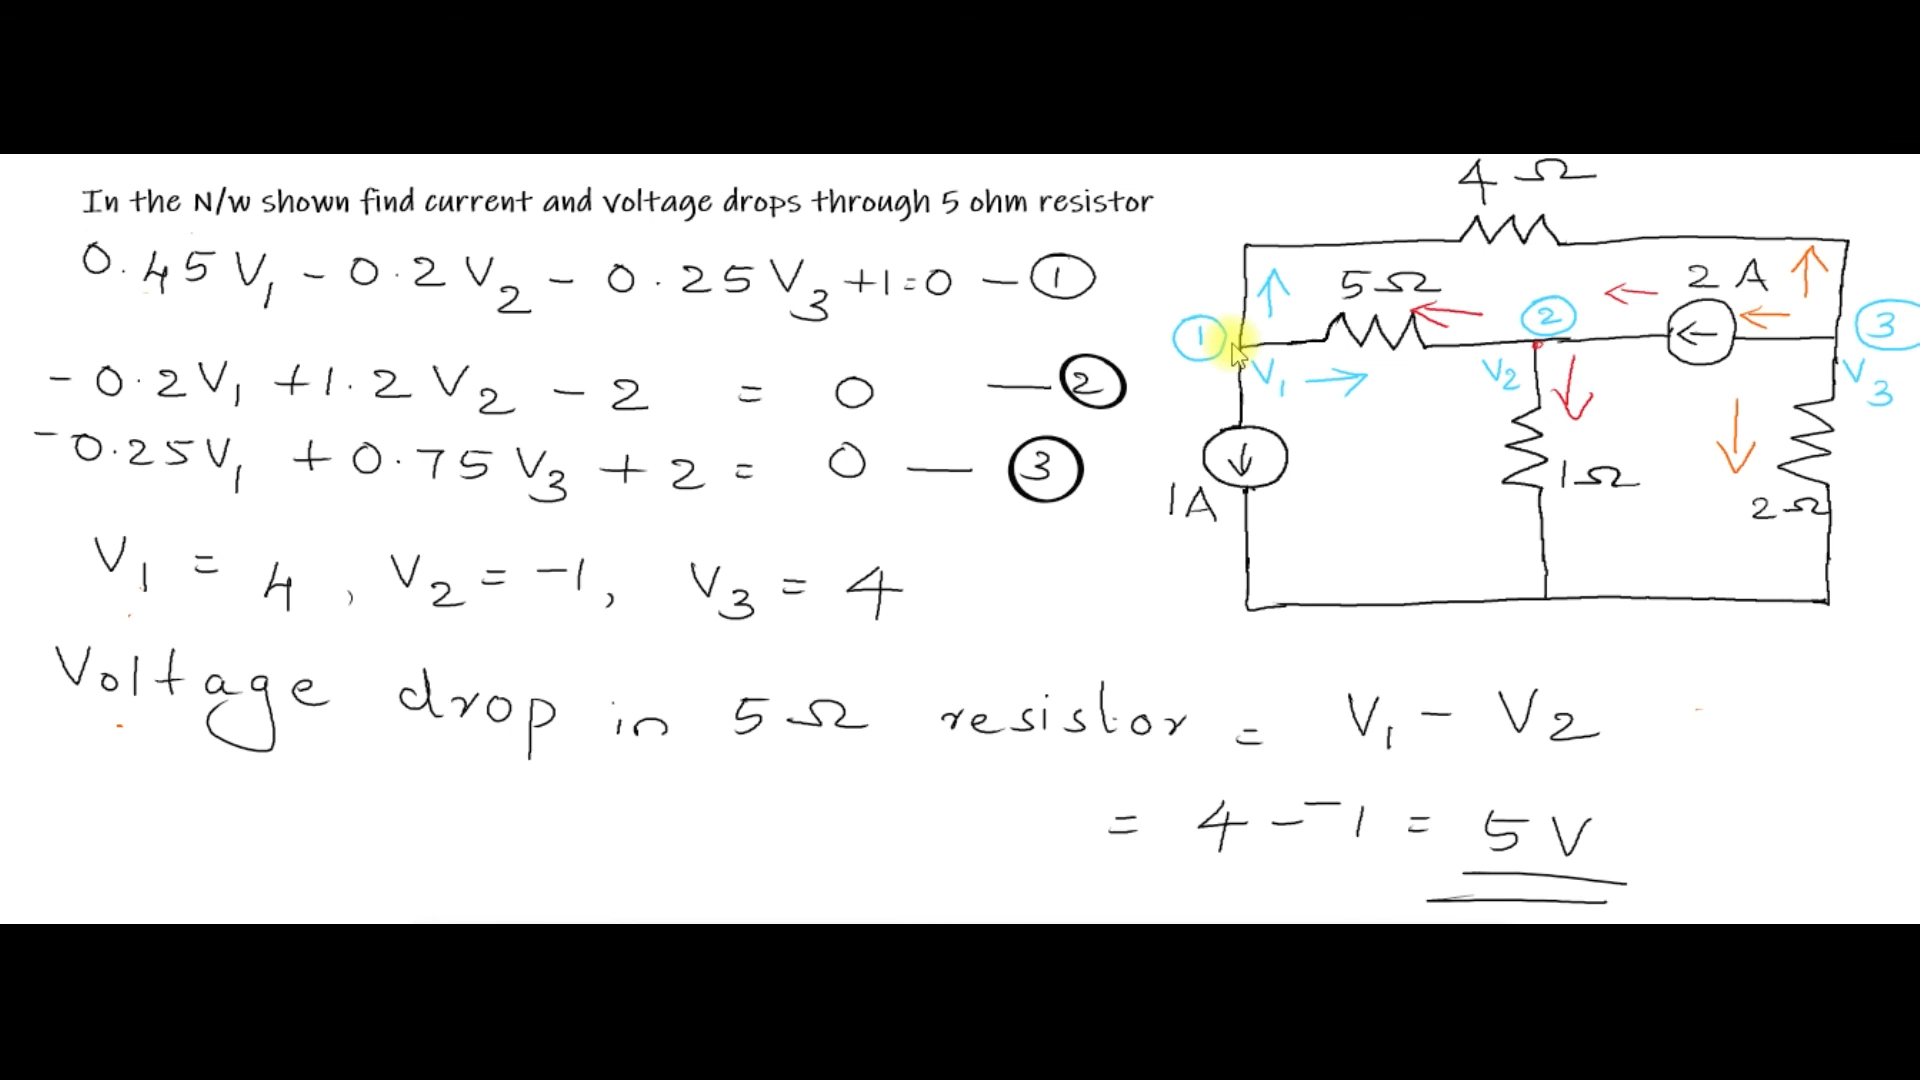 In the N/w shown find current and voltage drops through 5 ohm resistor
0.45 V1 - 0.2 V2 - 0.25 V3 +1=0 — ①
-0.2V1 +1.2 V2 - 2 = 0 — ②
-0.25V1 + 0.75 V3 + 2 = 0 — ③
V1 = 4 , V2 = -1, V3 = 4
Voltage drop in 5Ω resistor = V1 - V2
= 4 - -1 = 5 V
4 Ω
5Ω
2 A
①
②
③
V1
V2
V3
1A
1Ω
2Ω